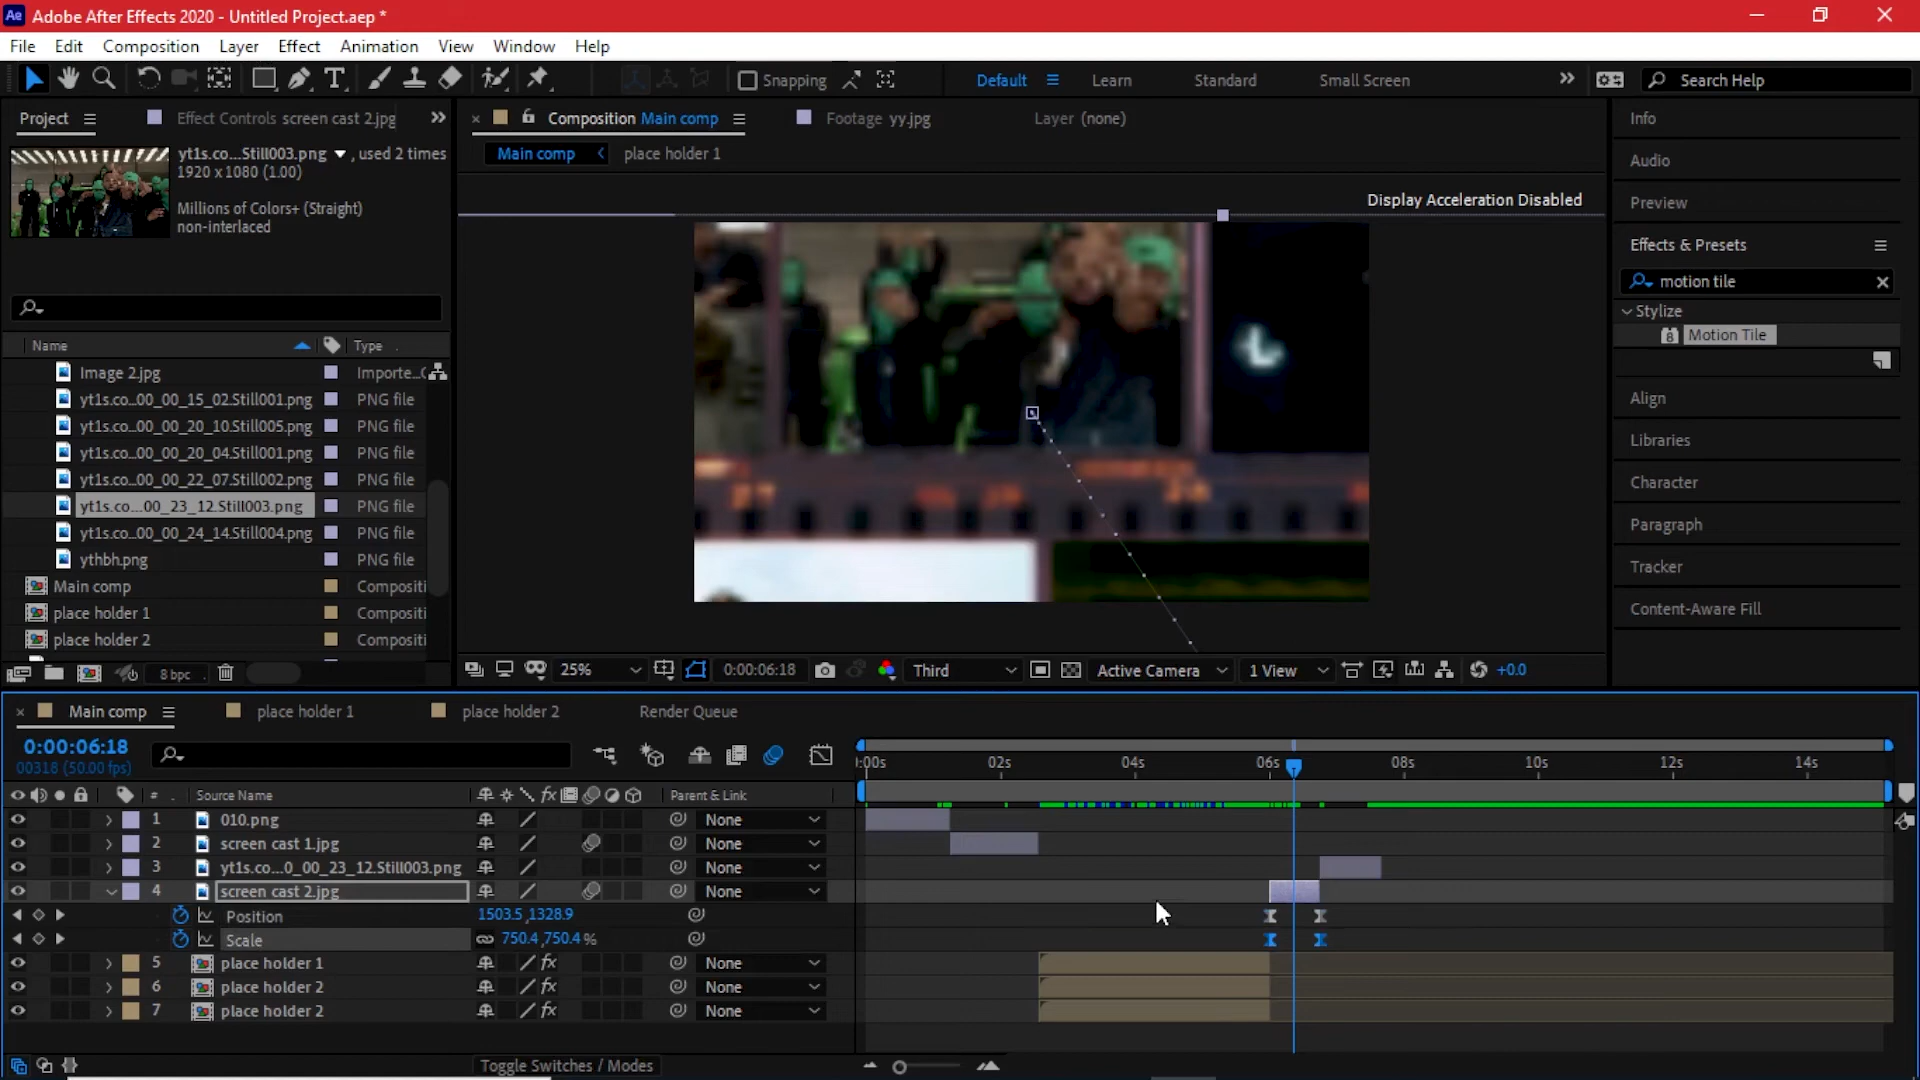 Ae Adobe After Effects 2020 - Untitled Project.aep *
File Edit Composition Layer Effect Animation View Window Help
Snapping Default Learn Standard Small Screen Search Help
Project Effect Controls screen cast 2.jpg Composition Main comp Footage yy.jpg Layer (none) Info
yt1s.co...Still003.png , used 2 times
1920 x 1080 (1.00)
Millions of Colors+ (Straight)
non-interlaced
Main comp place holder 1
Display Acceleration Disabled
Audio
Preview
Effects & Presets
motion tile
Stylize
8 Motion Tile
Align
Libraries
Character
Paragraph
Tracker
Content-Aware Fill
Name Type
Image 2.jpg Importe...
yt1s.co...00_00_15_02.Still001.png PNG file
yt1s.co...00_00_20_10.Still005.png PNG file
yt1s.co...00_00_20_04.Still001.png PNG file
yt1s.co...00_00_22_07.Still002.png PNG file
yt1s.co...00_23_12.Still003.png PNG file
yt1s.co...00_00_24_14.Still004.png PNG file
ythbh.png PNG file
Main comp Compositi
place holder 1 Compositi
place holder 2 Compositi
8 bpc
25% 0:00:06:18 Third Active Camera 1 View +0.0
Main comp place holder 1 place holder 2 Render Queue
0:00:06:18
00318 (50.00 fps)
:00s 02s 04s 06s 08s 10s 12s 14s
# . Source Name fx Parent & Link
1 010.png None
2 screen cast 1.jpg None
3 yt1s.co...0_00_23_12.Still003.png None
4 screen cast 2.jpg None
Position 1503.5,1328.9
Scale 750.4,750.4%
5 place holder 1 fx None
6 place holder 2 fx None
7 place holder 2 fx None
Toggle Switches / Modes